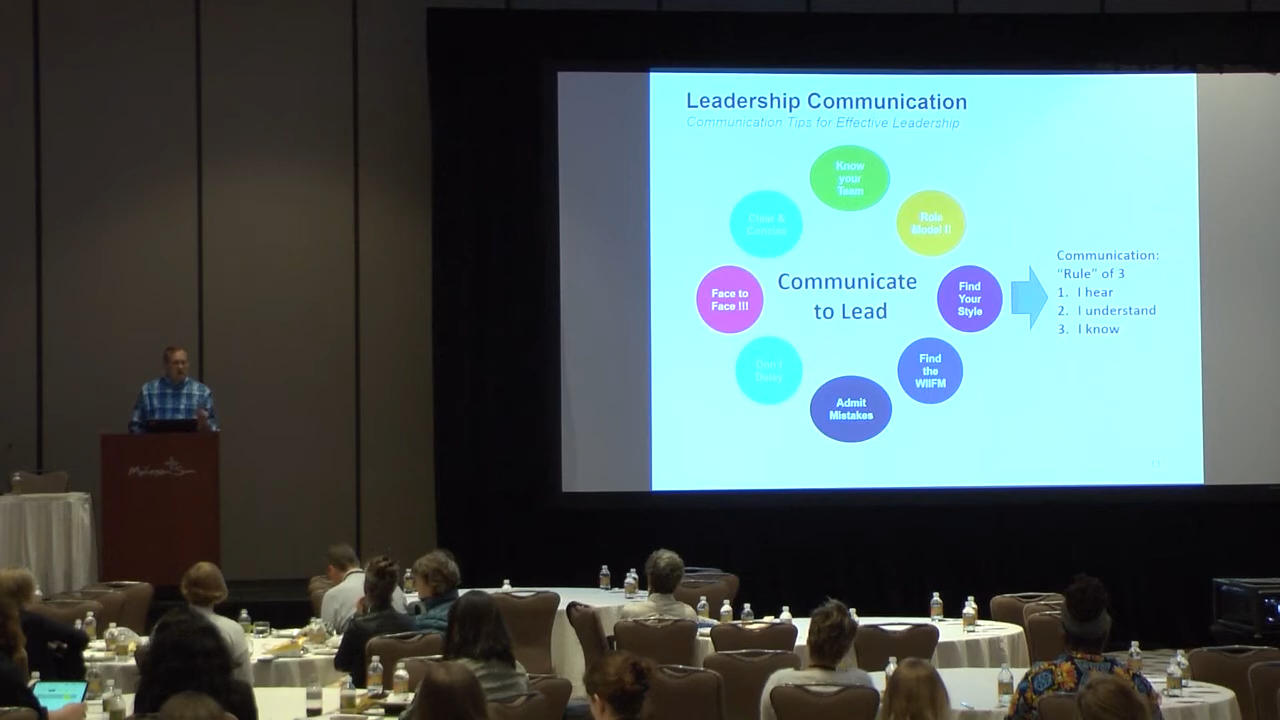 Leadership Communication
Communication Tips for Effective Leadership
Know
your
Team
Clear &
Concise
Role
Model !!
Communicate
to Lead
Face to
Face !!!
Find
Your
Style
Communication:
"Rule" of 3
1. I hear
2. I understand
3. I know
Don't
Delay
Find
the
WIIFM
Admit
Mistakes